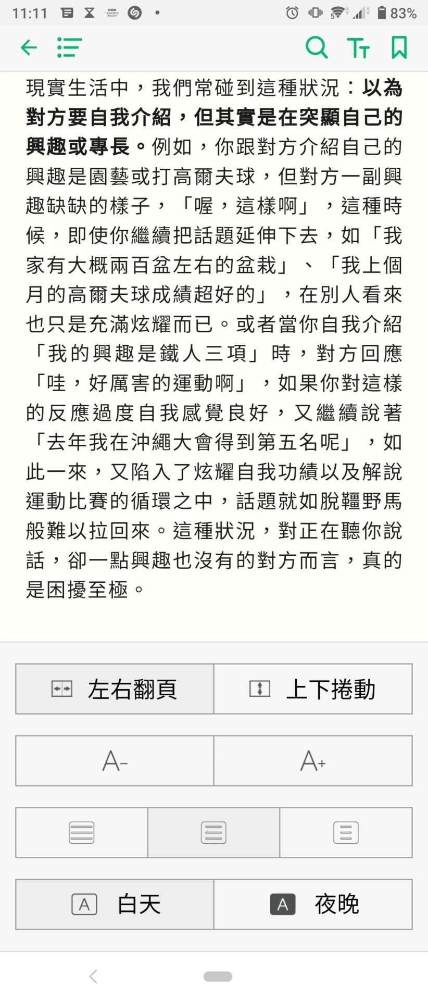 11:11
83%
現實生活中，我們常碰到這種狀況：以為
對方要自我介紹，但其實是在突顯自己的
興趣或專長。例如，你跟對方介紹自己的
興趣是園藝或打高爾夫球，但對方一副興
趣缺缺的樣子，「喔，這樣啊」，這種時
候，即使你繼續把話題延伸下去，如「我
家有大概兩百盆左右的盆栽」、「我上個
月的高爾夫球成績超好的」，在別人看來
也只是充滿炫耀而已。或者當你自我介紹
「我的興趣是鐵人三項」時，對方回應
「哇，好厲害的運動啊」，如果你對這樣
的反應過度自我感覺良好，又繼續說著
「去年我在沖繩大會得到第五名呢」，如
此一來，又陷入了炫耀自我功績以及解說
運動比賽的循環之中，話題就如脫韁野馬
般難以拉回來。這種狀況，對正在聽你說
話，卻一點興趣也沒有的對方而言，真的
是困擾至極。
左右翻頁
上下捲動
A-
A+
A 白天
A 夜晚